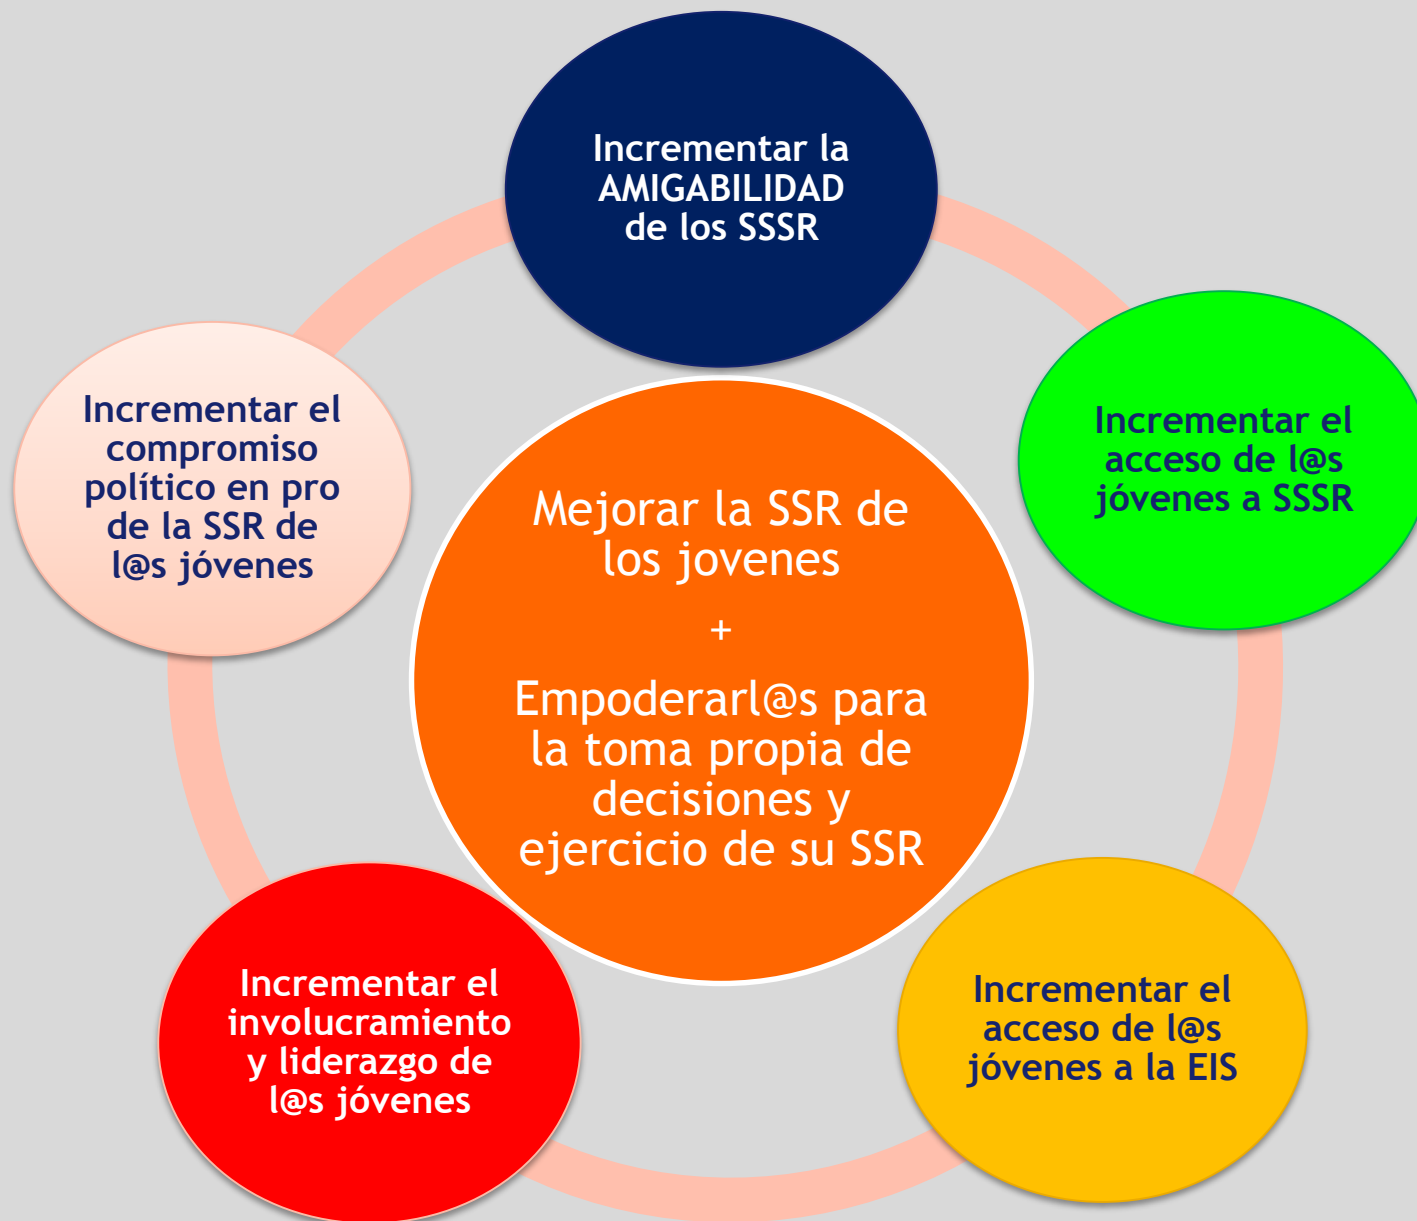 Incrementar la
AMIGABILIDAD
de los SSSR
Incrementar el
acceso de l@s
jóvenes a SSSR
Incrementar el
acceso de l@s
jóvenes a la EIS
Incrementar el
involucramiento
y liderazgo de
l@s jóvenes
Incrementar el
compromiso
político en pro
de la SSR de
l@s jóvenes
Mejorar la SSR de
los jovenes
+
Empoderarl@s para
la toma propia de
decisiones y
ejercicio de su SSR